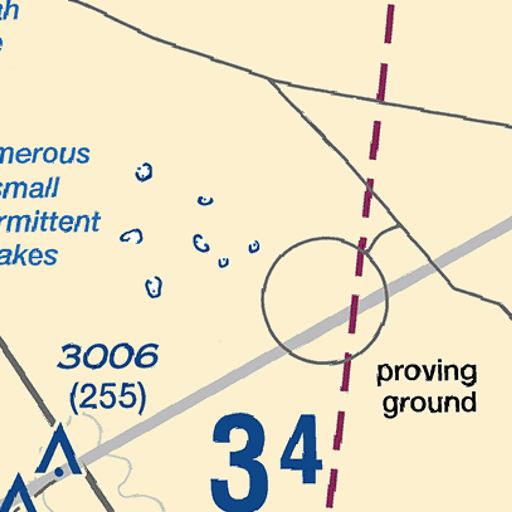 merous
small
rmittent
akes
3006
(255)
proving
ground
34